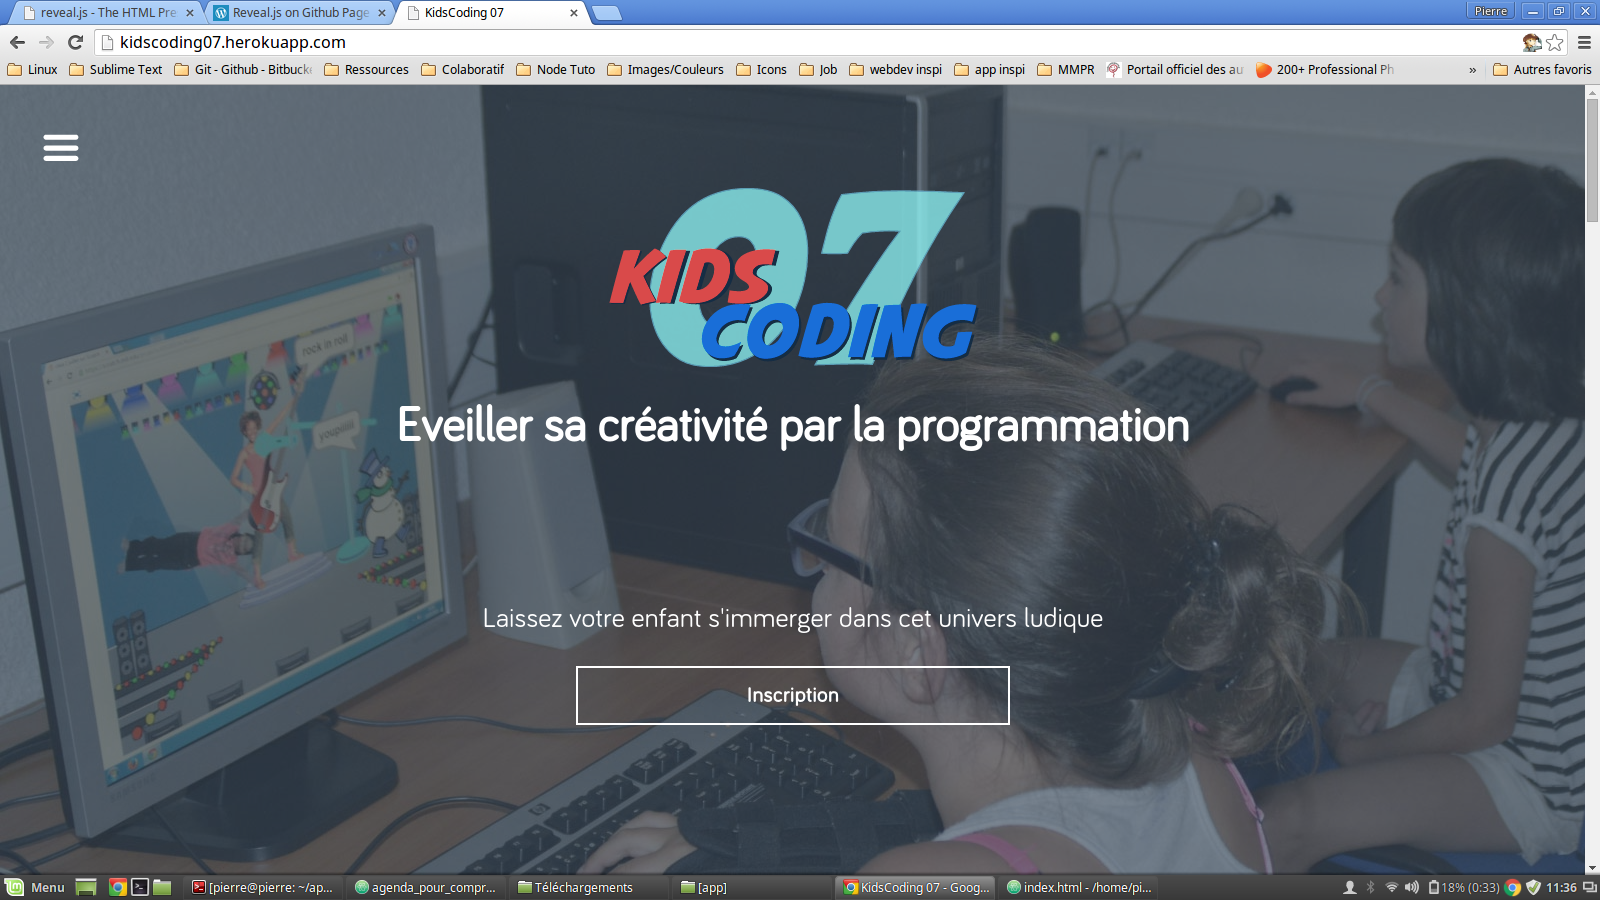 reveal.js - The HTML Pre
Reveal.js on Github Page
KidsCoding 07
Pierre
kidscoding07.herokuapp.com
Linux
Sublime Text
Git - Github - Bitbucke
Ressources
Colaboratif
Node Tuto
Images/Couleurs
Icons
Job
webdev inspi
app inspi
MMPR
Portail officiel des au
200+ Professional Ph
»
Autres favoris
07
KIDS
CODING
Eveiller sa créativité par la programmation
rock in roll
youpiiii
Laissez votre enfant s'immerger dans cet univers ludique
Inscription
Menu
[pierre@pierre: ~/ap...
agenda_pour_compr...
Téléchargements
[app]
KidsCoding 07 - Goog...
index.html - /home/pi...
18% (0:33)
11:36